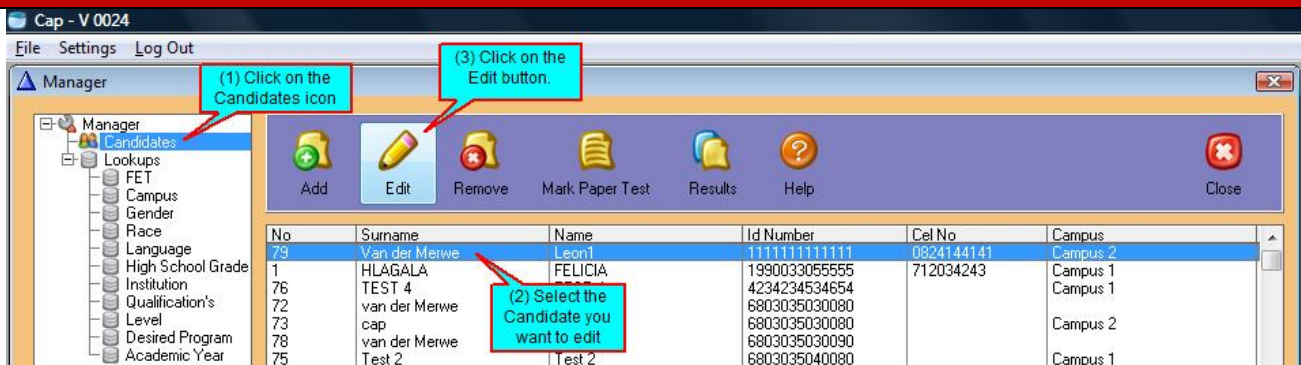 Cap - V 0024
File Settings Log Out
(3) Click on the
Edit button.
Manager
(1) Click on the
Candidates icon
Manager
Candidates
Lookups
FET
Campus
Gender
Race
Language
High School Grade
Institution
Qualification's
Level
Desired Program
Academic Year
Add Edit Remove Mark Paper Test Results Help Close
No Surname Name Id Number Cel No Campus
79 Van der Merwe Leon1 1111111111111 0824144141 Campus 2
1 HLAGALA FELICIA 1990033055555 712034243 Campus 1
76 TEST 4 4234234534654 Campus 1
72 van der Merwe 6803035030080
73 cap 6803035030080 Campus 2
78 van der Merwe 6803035030090
75 Test 2 Test 2 6803035040080 Campus 1
(2) Select the
Candidate you
want to edit